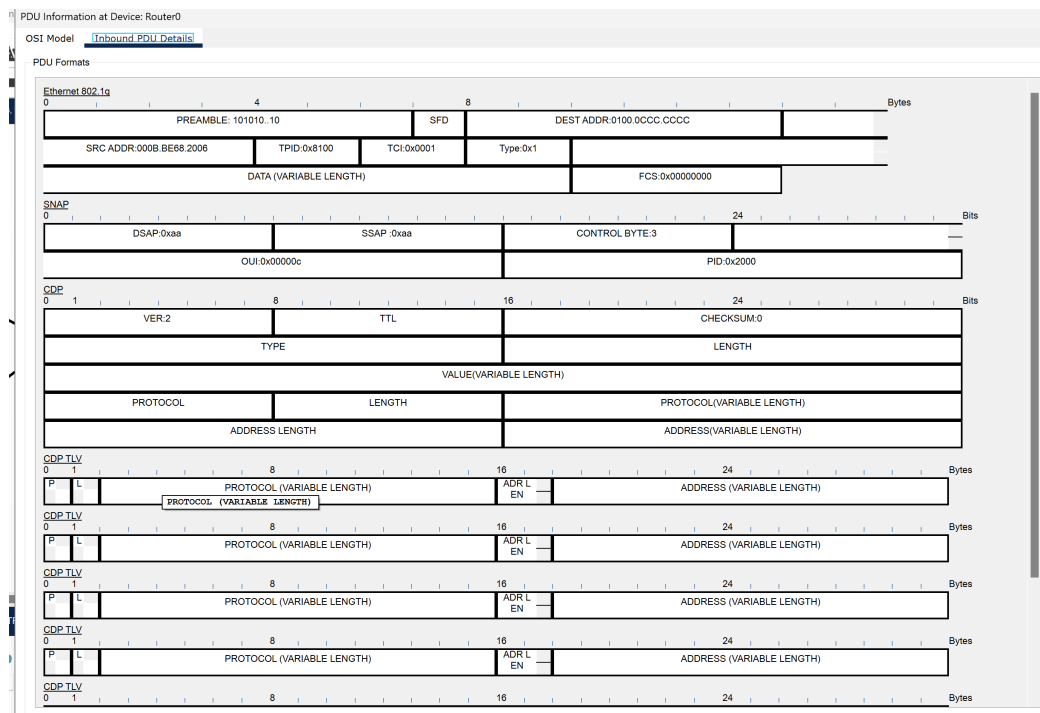 PDU Information at Device: Router0
OSI Model Inbound PDU Details
PDU Formats
Ethernet 802.1q
0 4 8 Bytes
PREAMBLE: 101010..10 SFD DEST ADDR:0100.0CCC.CCCC
SRC ADDR:000B.BE68.2006 TPID:0x8100 TCI:0x0001 Type:0x1
DATA (VARIABLE LENGTH) FCS:0x00000000
SNAP
0 24 Bits
DSAP:0xaa SSAP :0xaa CONTROL BYTE:3
OUI:0x00000c PID:0x2000
CDP
0 1 8 16 24 Bits
VER:2 TTL CHECKSUM:0
TYPE LENGTH
VALUE(VARIABLE LENGTH)
PROTOCOL LENGTH PROTOCOL(VARIABLE LENGTH)
ADDRESS LENGTH ADDRESS(VARIABLE LENGTH)
CDP TLV
0 1 8 16 24 Bytes
P L PROTOCOL (VARIABLE LENGTH) ADR L EN ADDRESS (VARIABLE LENGTH)
PROTOCOL (VARIABLE LENGTH)
CDP TLV
0 1 8 16 24 Bytes
P L PROTOCOL (VARIABLE LENGTH) ADR L EN ADDRESS (VARIABLE LENGTH)
CDP TLV
0 1 8 16 24 Bytes
P L PROTOCOL (VARIABLE LENGTH) ADR L EN ADDRESS (VARIABLE LENGTH)
CDP TLV
0 1 8 16 24 Bytes
P L PROTOCOL (VARIABLE LENGTH) ADR L EN ADDRESS (VARIABLE LENGTH)
CDP TLV
0 1 8 16 24 Bytes